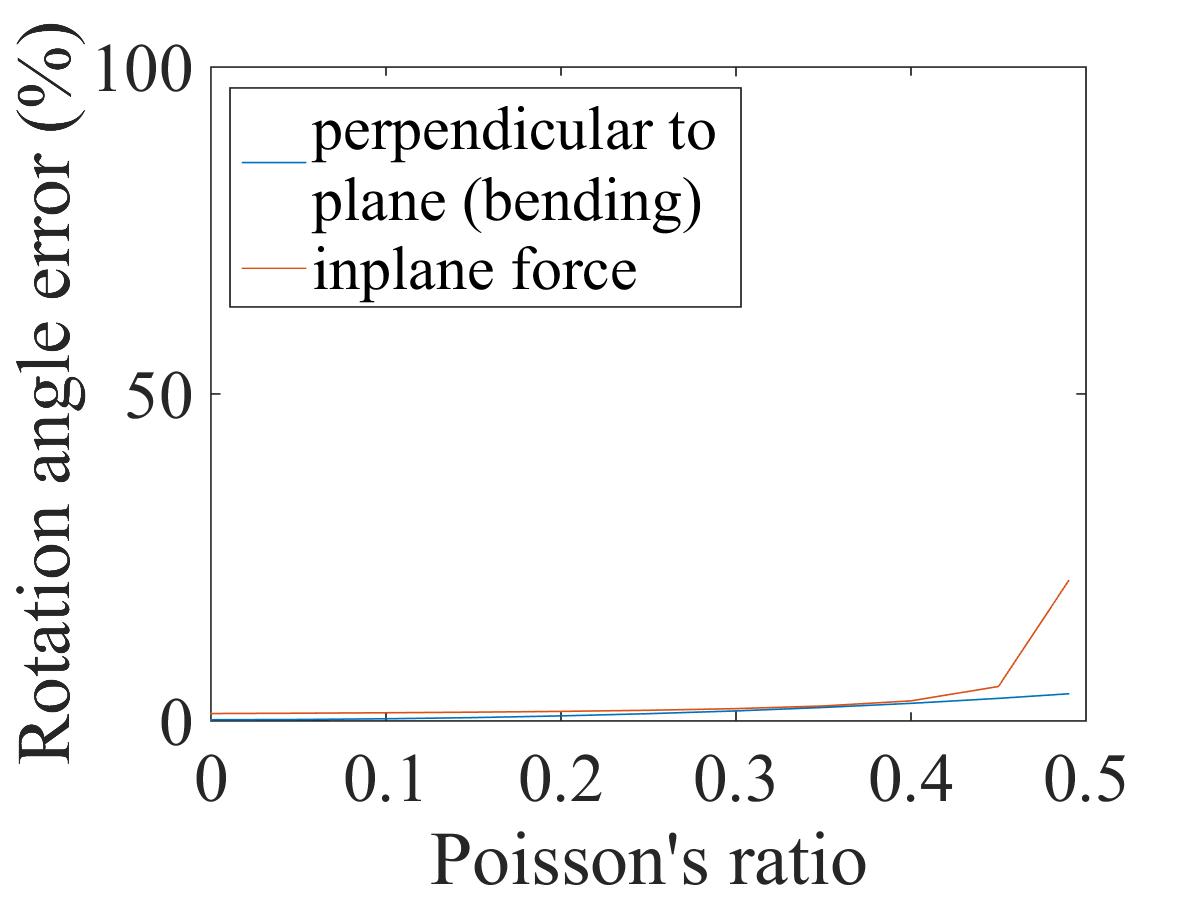 Rotation angle error (%)
100
50
0
perpendicular to
plane (bending)
inplane force
0 0.1 0.2 0.3 0.4 0.5
Poisson's ratio